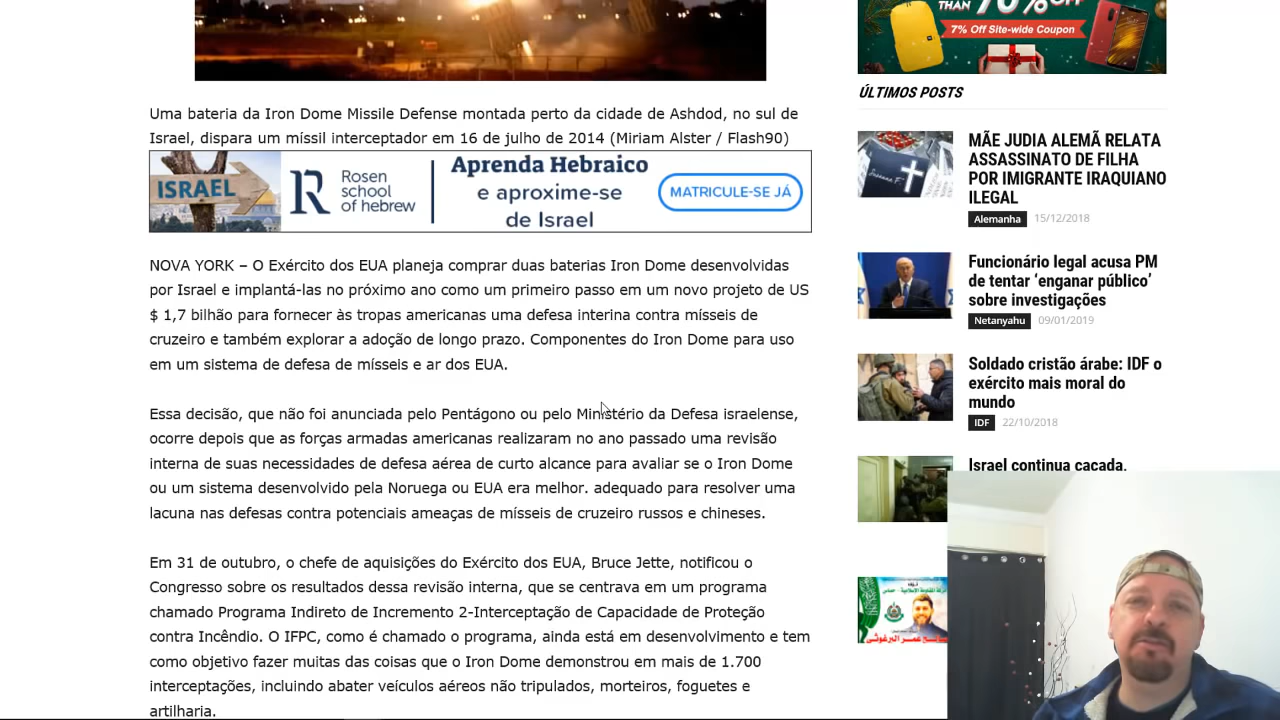 THAN 70% OFF
7% Off Site-wide Coupon
Uma bateria da Iron Dome Missile Defense montada perto da cidade de Ashdod, no sul de
Israel, dispara um míssil interceptador em 16 de julho de 2014 (Miriam Alster / Flash90)
ISRAEL
Rosen
school
of hebrew
Aprenda Hebraico
e aproxime-se
de Israel
MATRICULE-SE JÁ
NOVA YORK – O Exército dos EUA planeja comprar duas baterias Iron Dome desenvolvidas
por Israel e implantá-las no próximo ano como um primeiro passo em um novo projeto de US
$ 1,7 bilhão para fornecer às tropas americanas uma defesa interina contra mísseis de
cruzeiro e também explorar a adoção de longo prazo. Componentes do Iron Dome para uso
em um sistema de defesa de mísseis e ar dos EUA.
Essa decisão, que não foi anunciada pelo Pentágono ou pelo Ministério da Defesa israelense,
ocorre depois que as forças armadas americanas realizaram no ano passado uma revisão
interna de suas necessidades de defesa aérea de curto alcance para avaliar se o Iron Dome
ou um sistema desenvolvido pela Noruega ou EUA era melhor. adequado para resolver uma
lacuna nas defesas contra potenciais ameaças de mísseis de cruzeiro russos e chineses.
Em 31 de outubro, o chefe de aquisições do Exército dos EUA, Bruce Jette, notificou o
Congresso sobre os resultados dessa revisão interna, que se centrava em um programa
chamado Programa Indireto de Incremento 2-Interceptação de Capacidade de Proteção
contra Incêndio. O IFPC, como é chamado o programa, ainda está em desenvolvimento e tem
como objetivo fazer muitas das coisas que o Iron Dome demonstrou em mais de 1.700
interceptações, incluindo abater veículos aéreos não tripulados, morteiros, foguetes e
artilharia.
ÚLTIMOS POSTS
MÃE JUDIA ALEMÃ RELATA
ASSASSINATO DE FILHA
POR IMIGRANTE IRAQUIANO
ILEGAL
Alemanha 15/12/2018
Funcionário legal acusa PM
de tentar ‘enganar público’
sobre investigações
Netanyahu 09/01/2019
Soldado cristão árabe: IDF o
exército mais moral do
mundo
IDF 22/10/2018
Israel continua caçada,